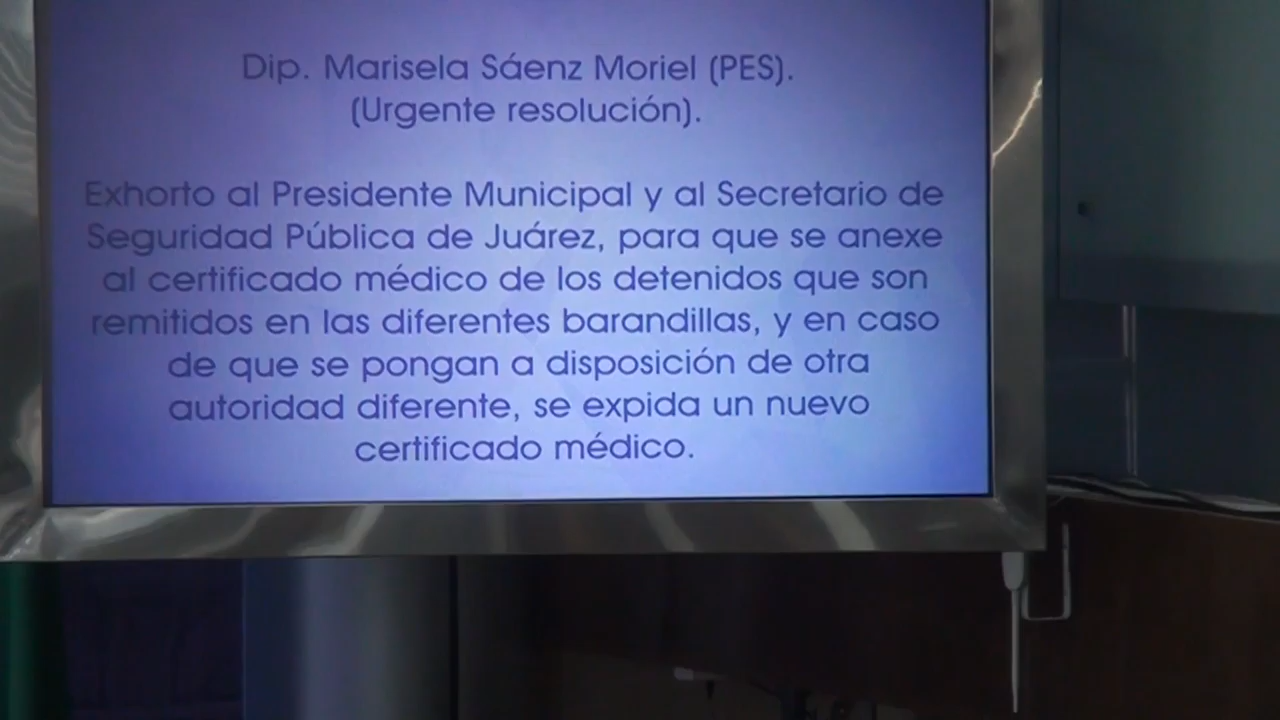 Dip. Marisela Sáenz Moriel (PES).
(Urgente resolución).
Exhorto al Presidente Municipal y al Secretario de
Seguridad Pública de Juárez, para que se anexe
al certificado médico de los detenidos que son
remitidos en las diferentes barandillas, y en caso
de que se pongan a disposición de otra
autoridad diferente, se expida un nuevo
certificado médico.